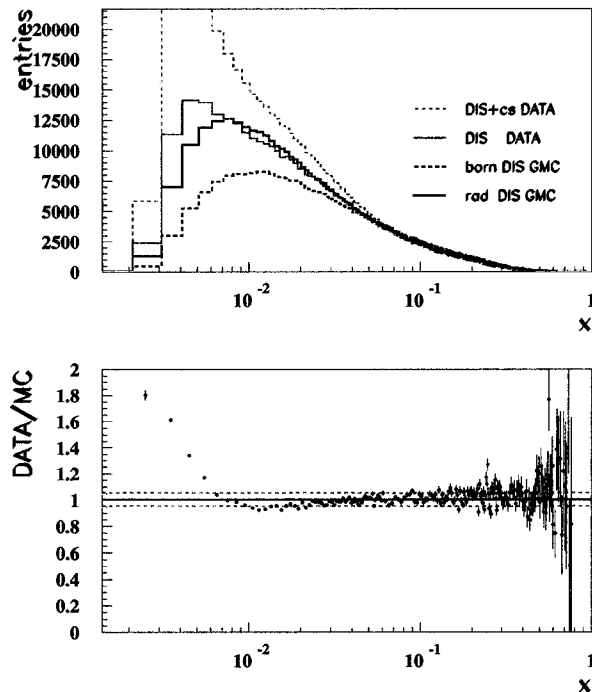 entries
20000
17500
15000
12500
10000
7500
5000
2500
0
DIS+cs DATA
DIS DATA
born DIS GMC
rad DIS GMC
10⁻² 10⁻¹ 1
x
DATA/MC
2
1.8
1.6
1.4
1.2
1
0.8
0.6
0.4
0.2
0
10⁻² 10⁻¹ 1
x